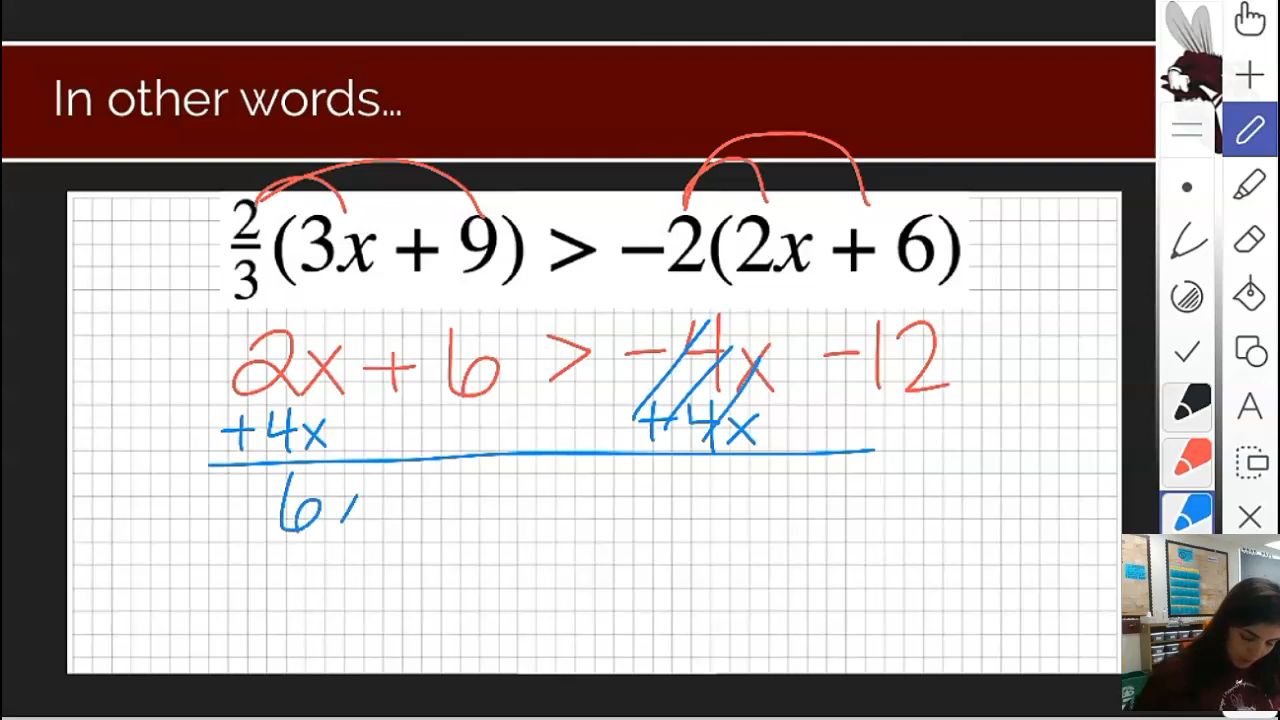 In other words...
2/3(3x + 9) > −2(2x + 6)
2x + 6 > -4x -12
+4x +4x
6
A